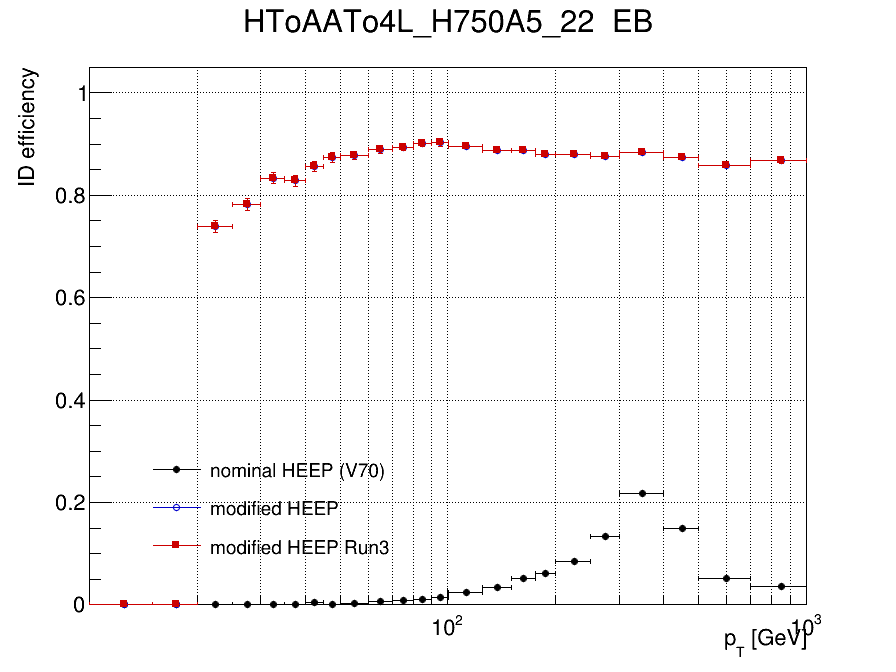 HToAATo4L_H750A5_22 EB
ID efficiency
1
0.8
0.6
0.4
0.2
0
nominal HEEP (V70)
modified HEEP
modified HEEP Run3
10²
10³
p_T [GeV]